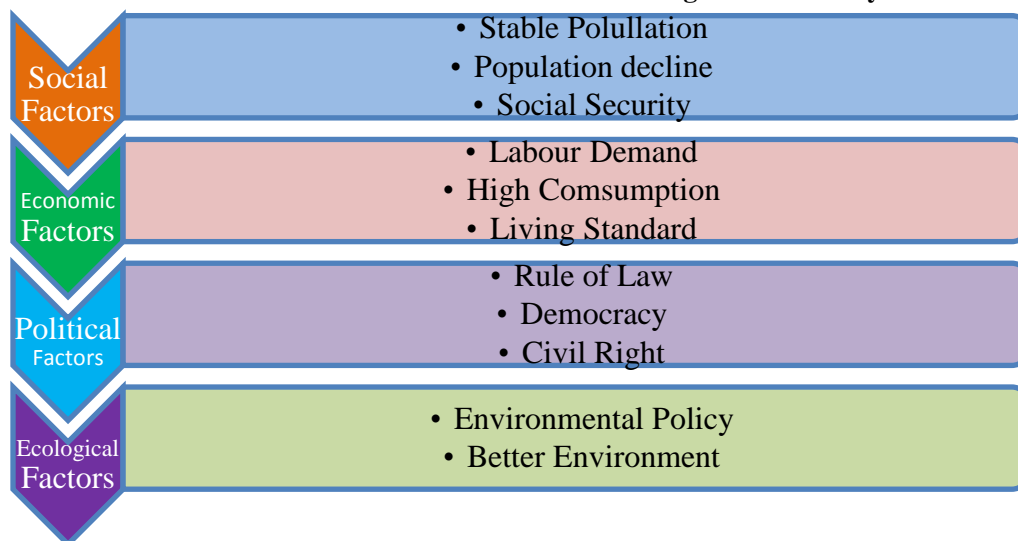 Social
Factors
• Stable Polullation
• Population decline
• Social Security
Economic
Factors
• Labour Demand
• High Comsumption
• Living Standard
Political
Factors
• Rule of Law
• Democracy
• Civil Right
Ecological
Factors
• Environmental Policy
• Better Environment